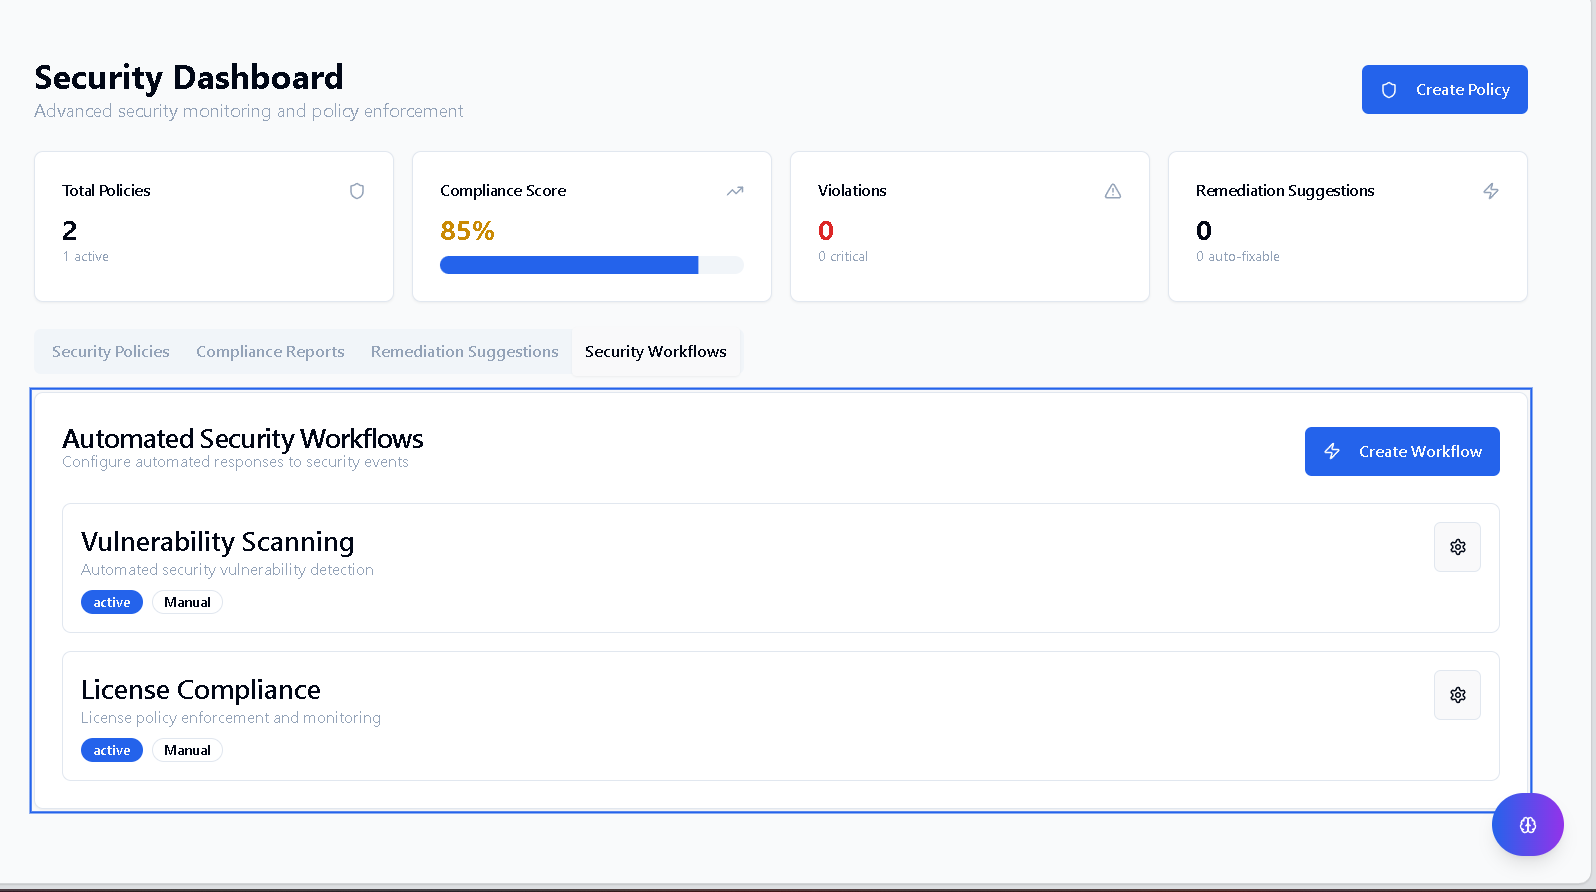 Security Dashboard
Advanced security monitoring and policy enforcement
Create Policy
Total Policies
2
1 active
Compliance Score
85%
Violations
0
0 critical
Remediation Suggestions
0
0 auto-fixable
Security Policies
Compliance Reports
Remediation Suggestions
Security Workflows
Automated Security Workflows
Configure automated responses to security events
Create Workflow
Vulnerability Scanning
Automated security vulnerability detection
active
Manual
License Compliance
License policy enforcement and monitoring
active
Manual